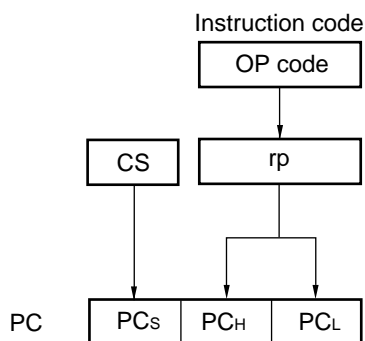 Instruction code
OP code
CS
rp
PC
PCS
PCH
PCL